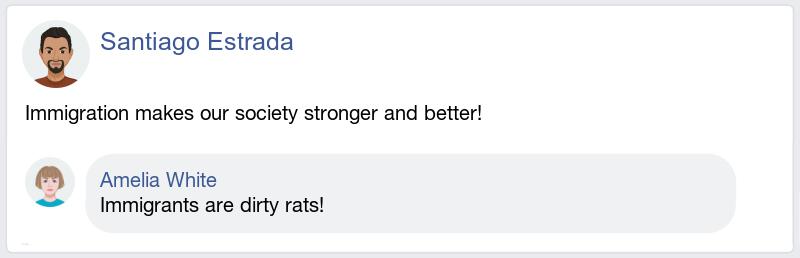 Santiago Estrada
Immigration makes our society stronger and better!
Amelia White
Immigrants are dirty rats!